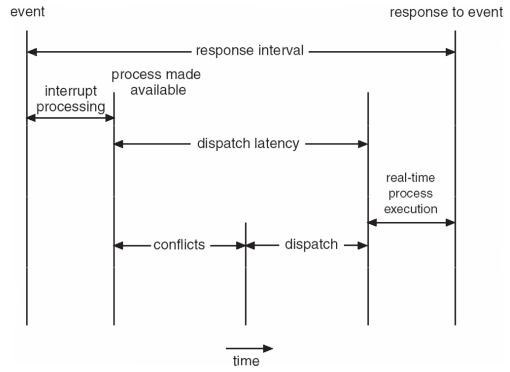 event
response to event
response interval
process made
available
interrupt
processing
dispatch latency
real-time
process
execution
conflicts
dispatch
time